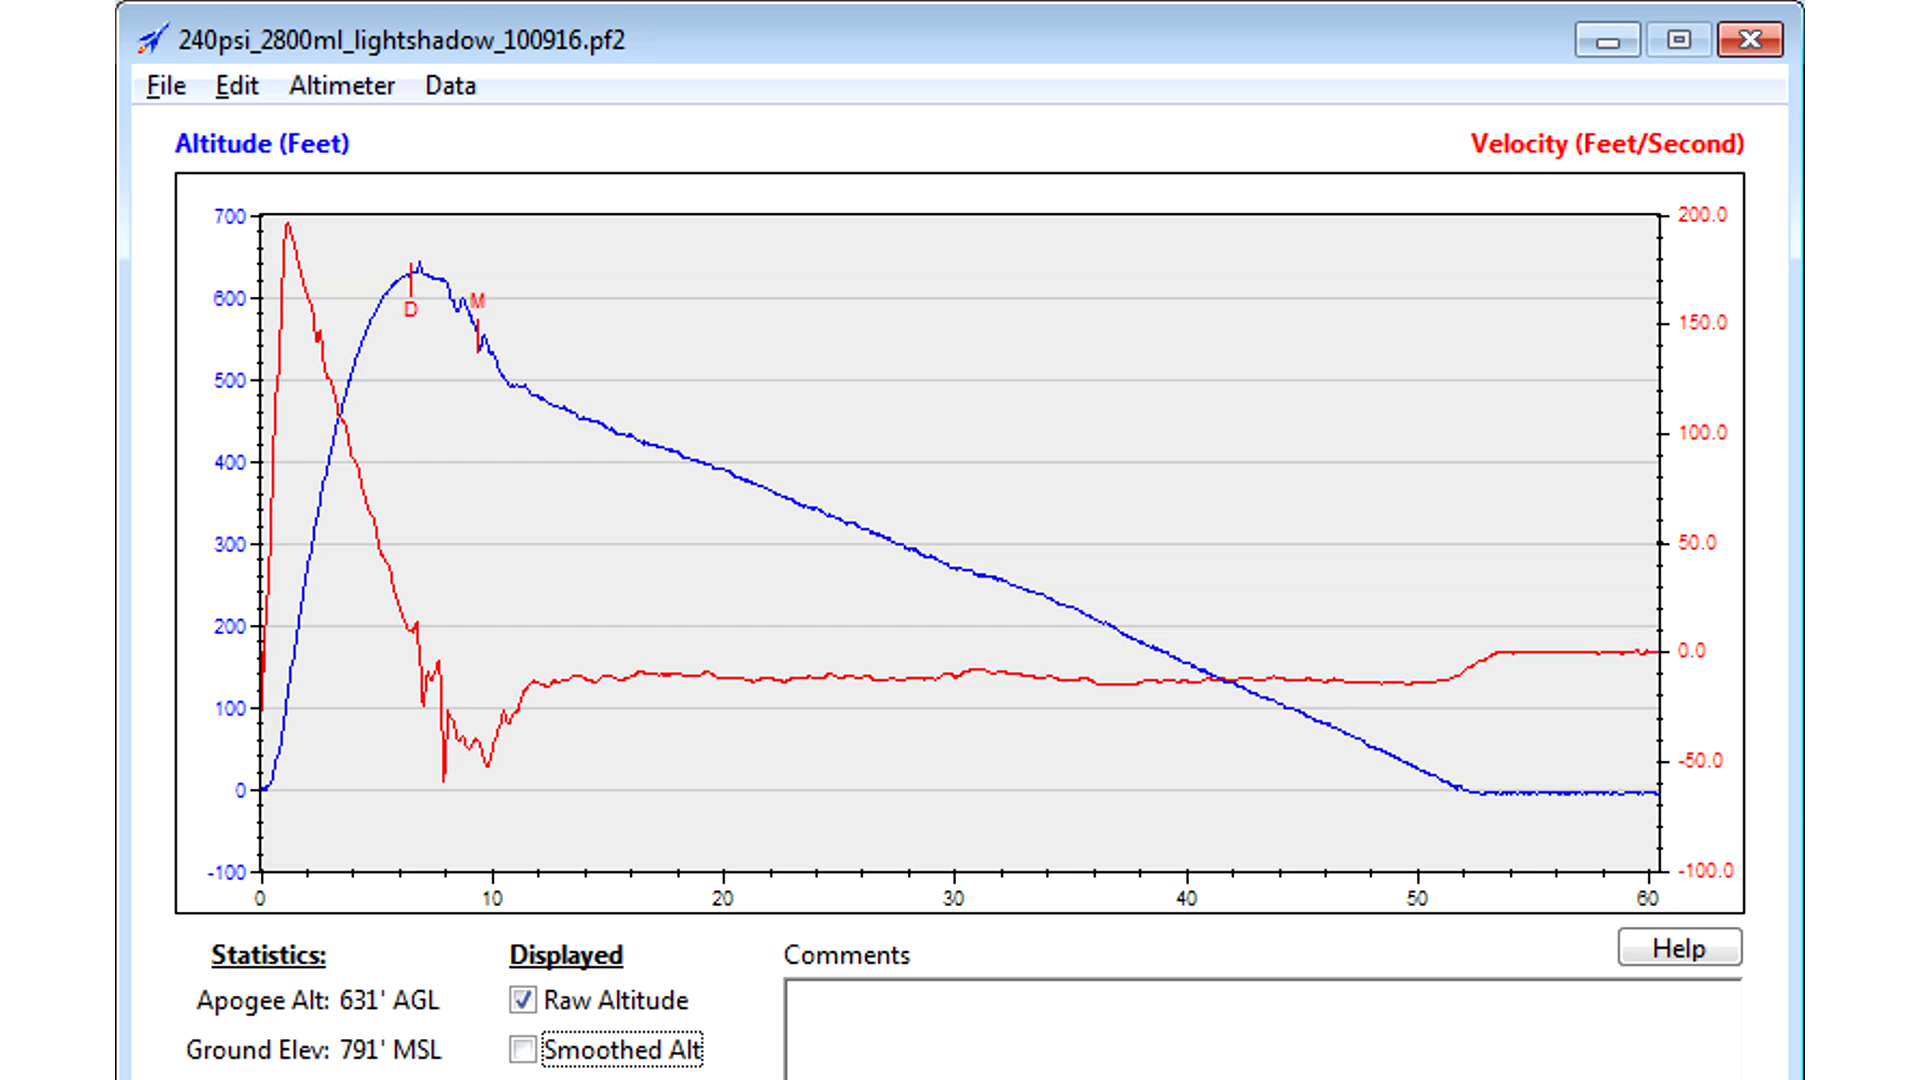 240psi_2800ml_lightshadow_100916.pf2
File Edit Altimeter Data
Altitude (Feet) Velocity (Feet/Second)
700 200.0
600 M
D 150.0
500
400 100.0
300 50.0
200
0.0
100
0 -50.0
-100 -100.0
0 10 20 30 40 50 60
Statistics: Displayed Comments Help
Apogee Alt: 631' AGL Raw Altitude
Ground Elev: 791' MSL Smoothed Alt